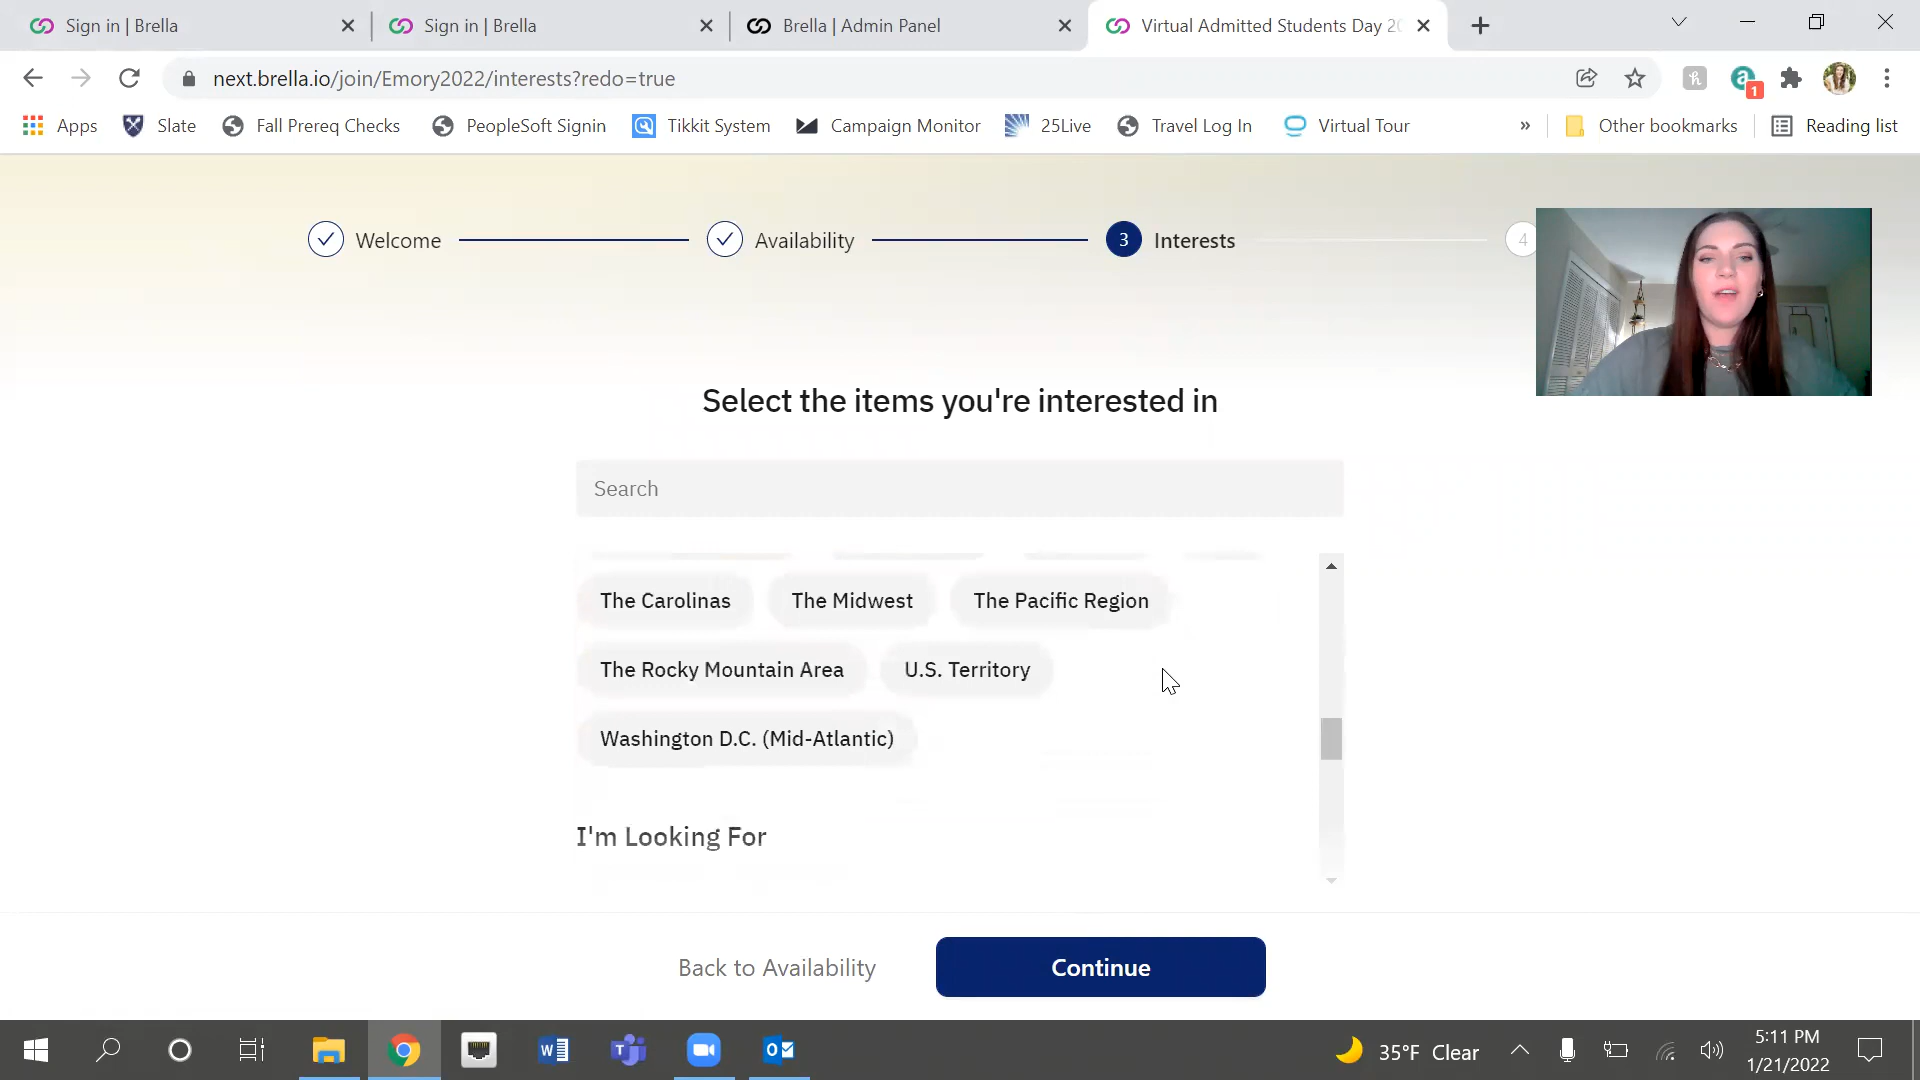 Sign in | Brella
Sign in | Brella
Brella | Admin Panel
Virtual Admitted Students Day 20
next.brella.io/join/Emory2022/interests?redo=true
1
Apps
Slate
Fall Prereq Checks
PeopleSoft Signin
Tikkit System
Campaign Monitor
25Live
Travel Log In
Virtual Tour
»
Other bookmarks
Reading list
Welcome
Availability
3
Interests
4
Select the items you're interested in
Search
The Carolinas
The Midwest
The Pacific Region
The Rocky Mountain Area
U.S. Territory
Washington D.C. (Mid-Atlantic)
I'm Looking For
Back to Availability
Continue
35°F Clear
5:11 PM
1/21/2022